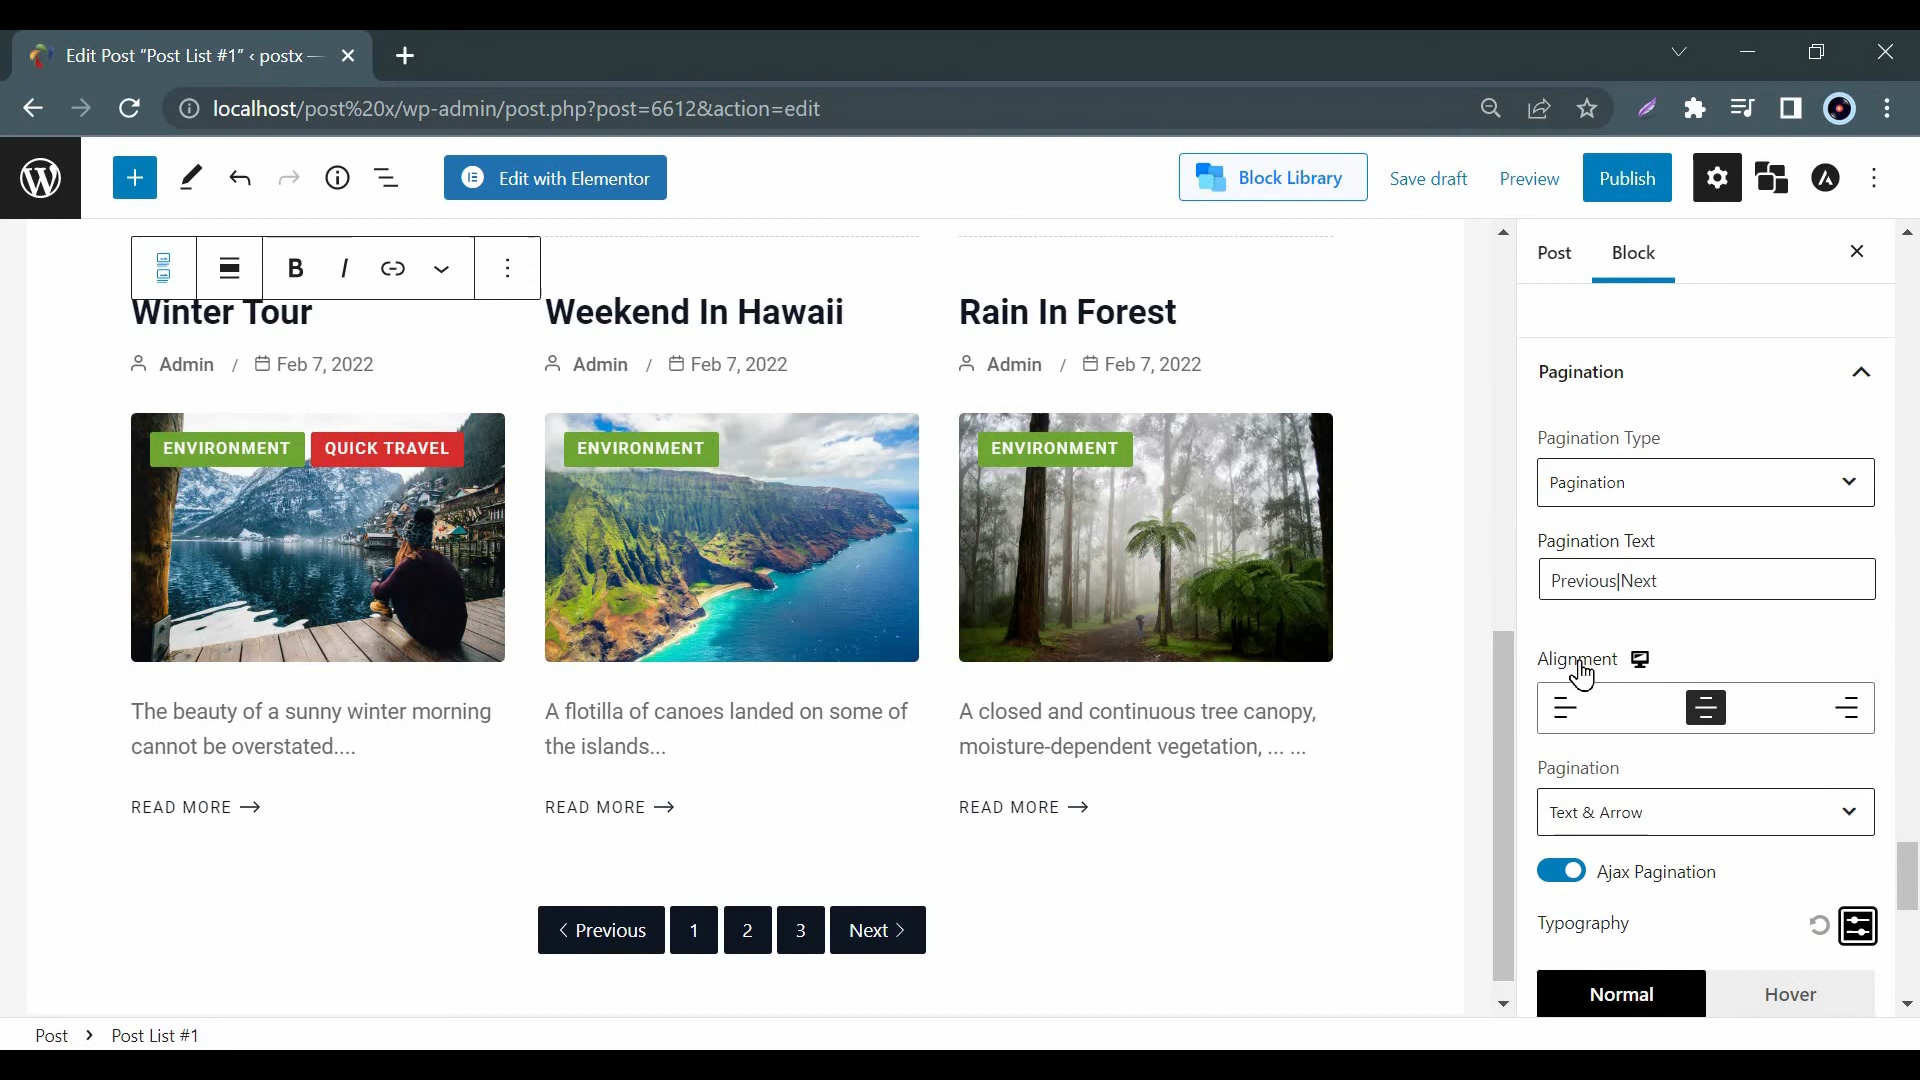 Edit Post “Post List #1” ‹ postx —
localhost/post%20x/wp-admin/post.php?post=6612&action=edit
Edit with Elementor
Block Library
Save draft
Preview
Publish
B I
Post
Block
Winter Tour
Admin / Feb 7, 2022
ENVIRONMENT QUICK TRAVEL
The beauty of a sunny winter morning
cannot be overstated....
READ MORE
Weekend In Hawaii
Admin / Feb 7, 2022
ENVIRONMENT
A flotilla of canoes landed on some of
the islands...
READ MORE
Rain In Forest
Admin / Feb 7, 2022
ENVIRONMENT
A closed and continuous tree canopy,
moisture-dependent vegetation, ... ...
READ MORE
Previous 1 2 3 Next
Pagination
Pagination Type
Pagination
Pagination Text
Previous|Next
Alignment
Pagination
Text & Arrow
Ajax Pagination
Typography
Normal
Hover
Post
Post List #1